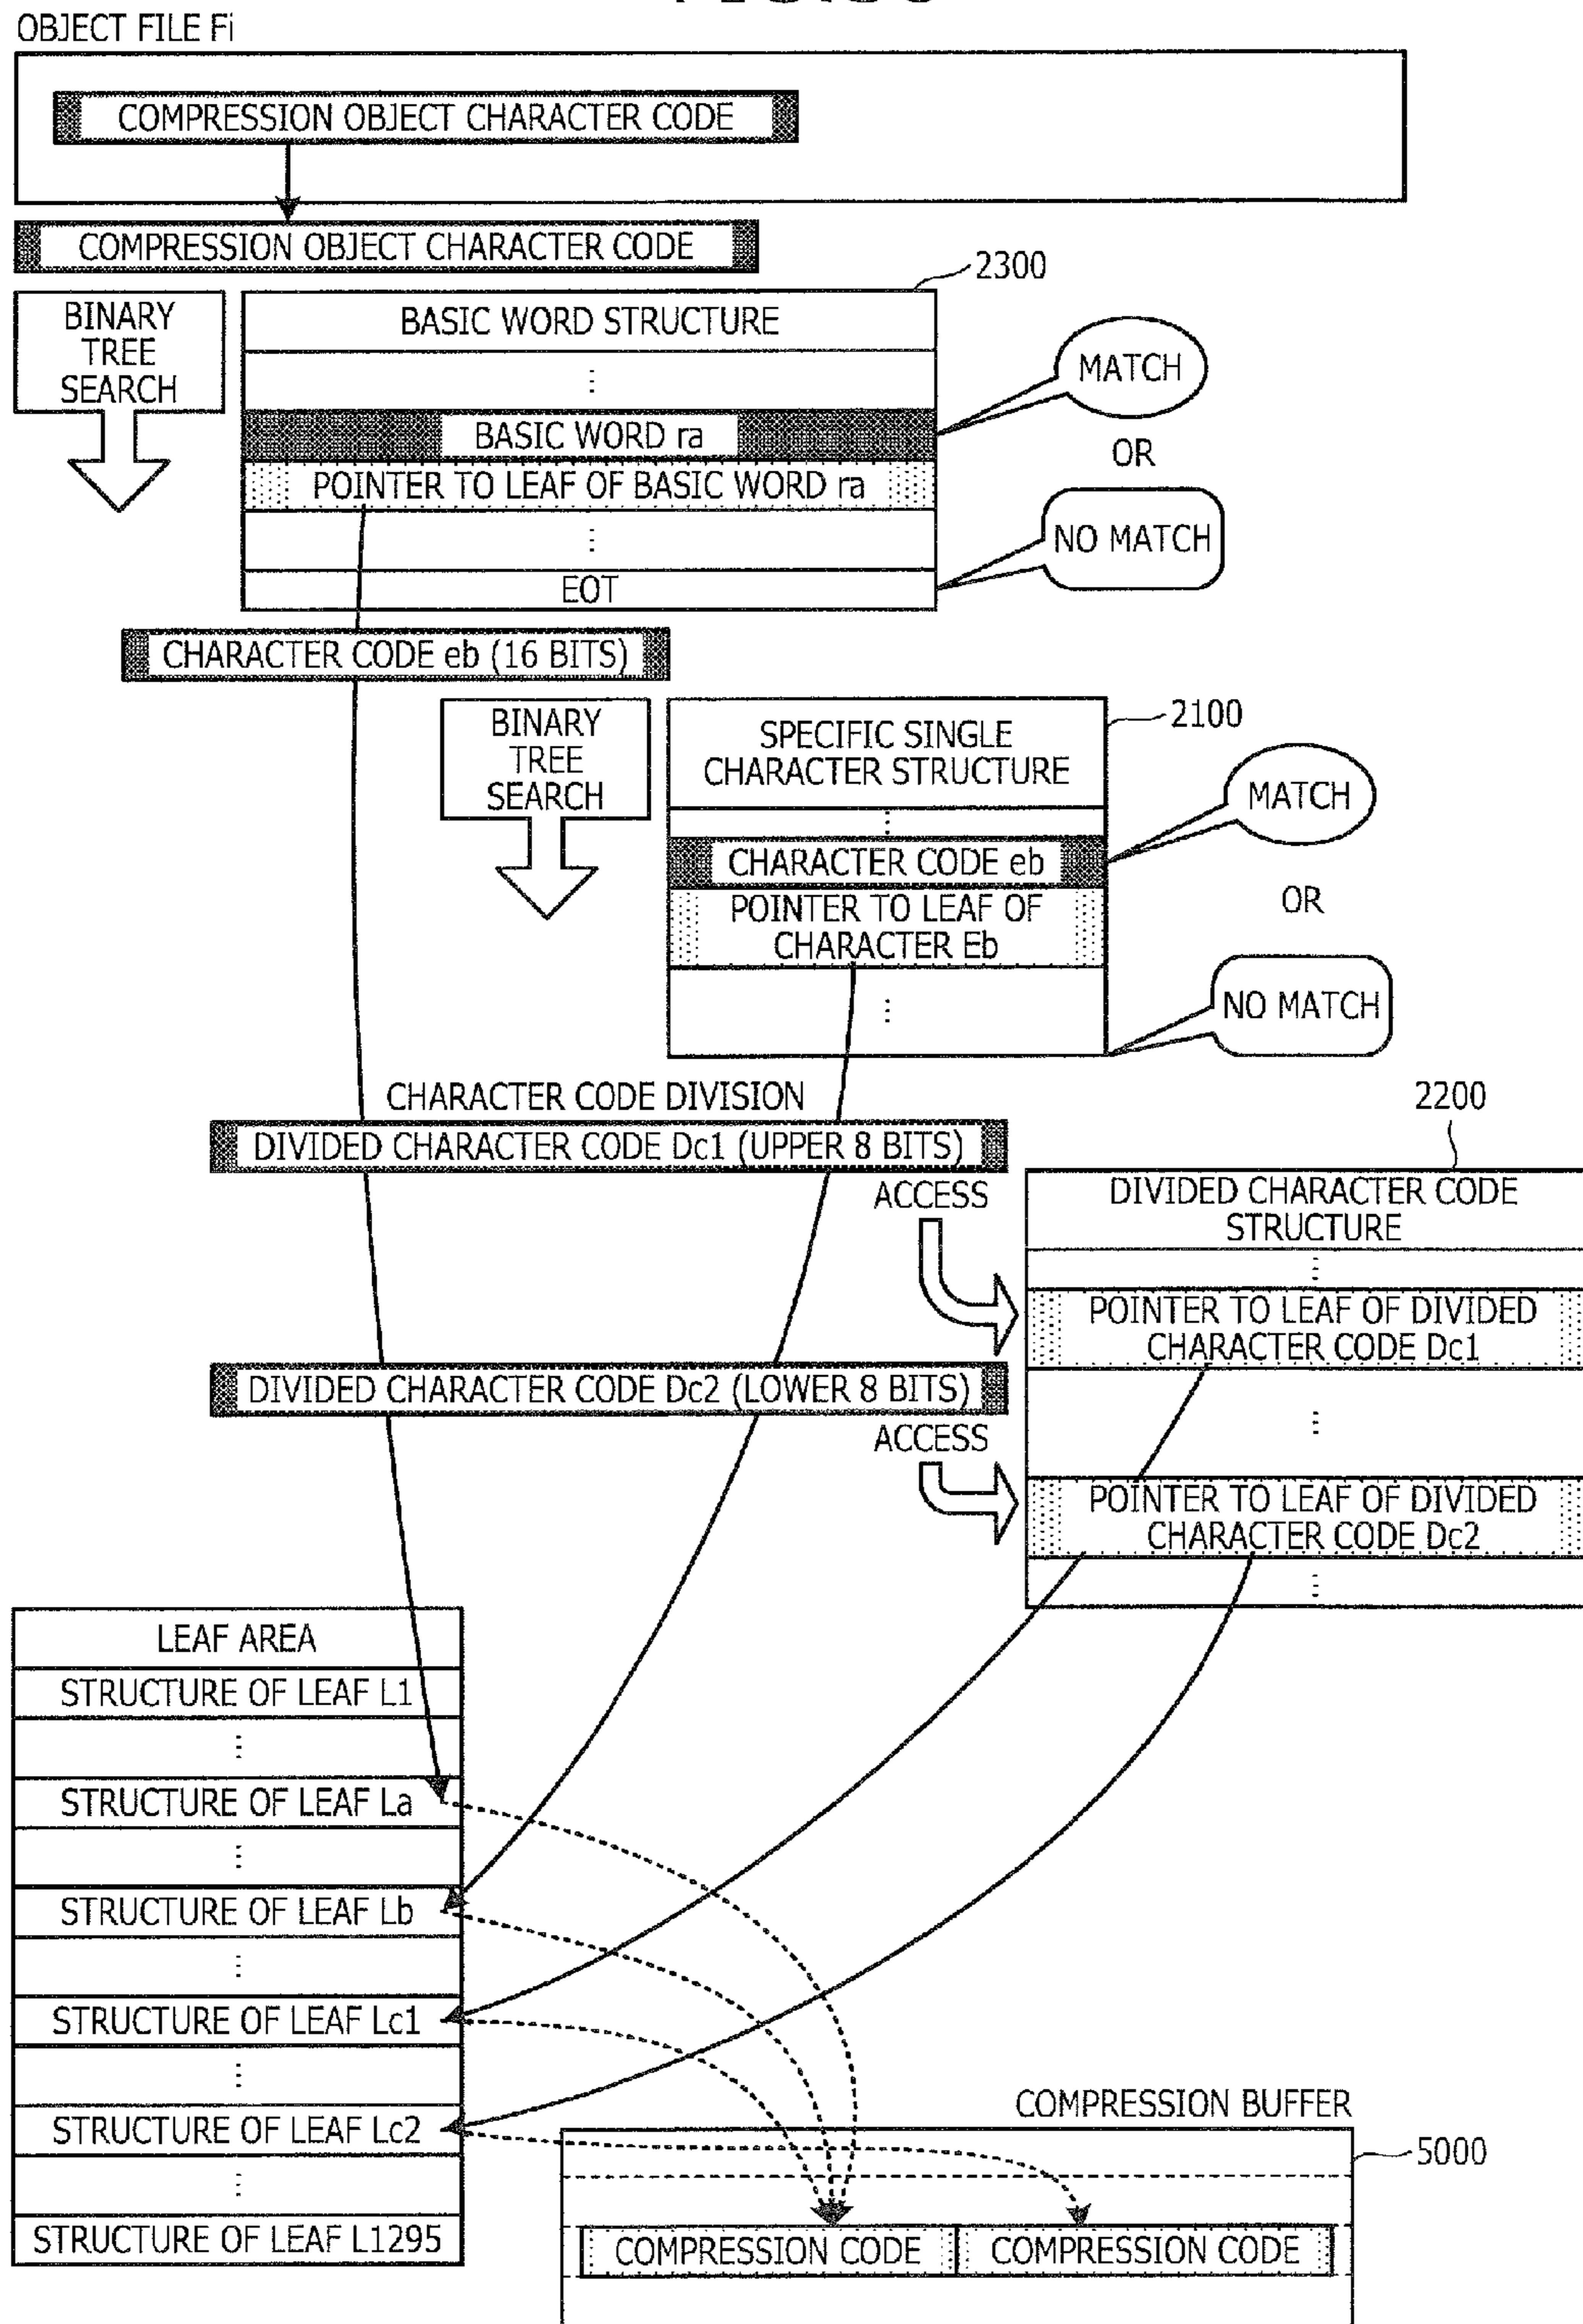 OBJECT FILE Fi
COMPRESSION OBJECT CHARACTER CODE
COMPRESSION OBJECT CHARACTER CODE
2300
BINARY
TREE
SEARCH
BASIC WORD STRUCTURE
⋮
MATCH
BASIC WORD ra
OR
POINTER TO LEAF OF BASIC WORD ra
⋮
NO MATCH
EOT
CHARACTER CODE eb (16 BITS)
2100
BINARY
TREE
SEARCH
SPECIFIC SINGLE
CHARACTER STRUCTURE
⋮
MATCH
CHARACTER CODE eb
OR
POINTER TO LEAF OF
CHARACTER Eb
⋮
NO MATCH
CHARACTER CODE DIVISION
2200
DIVIDED CHARACTER CODE Dc1 (UPPER 8 BITS)
ACCESS
DIVIDED CHARACTER CODE
STRUCTURE
⋮
POINTER TO LEAF OF DIVIDED
CHARACTER CODE Dc1
DIVIDED CHARACTER CODE Dc2 (LOWER 8 BITS)
⋮
ACCESS
POINTER TO LEAF OF DIVIDED
CHARACTER CODE Dc2
⋮
LEAF AREA
STRUCTURE OF LEAF L1
⋮
STRUCTURE OF LEAF La
⋮
STRUCTURE OF LEAF Lb
⋮
STRUCTURE OF LEAF Lc1
⋮
STRUCTURE OF LEAF Lc2
⋮
STRUCTURE OF LEAF L1295
COMPRESSION BUFFER
5000
COMPRESSION CODE
COMPRESSION CODE